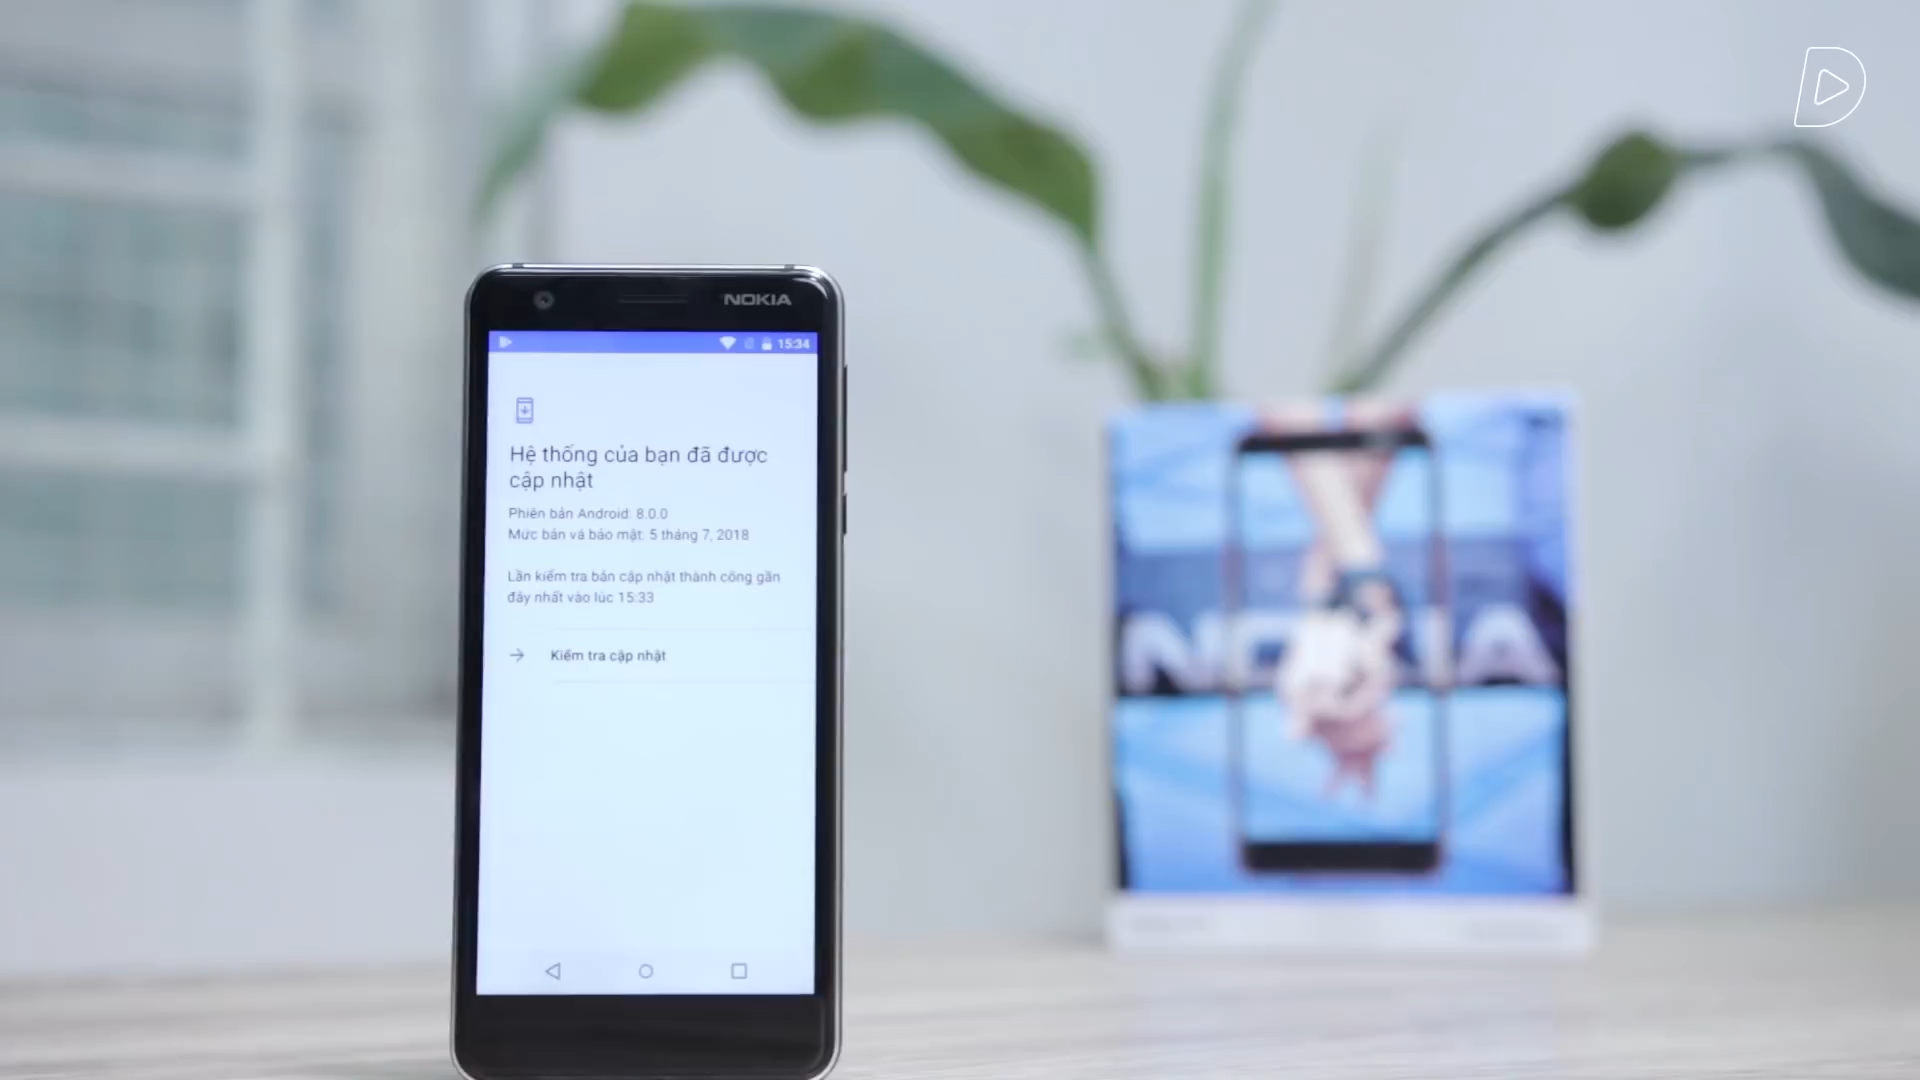 NOKIA
15:34
Hệ thống của bạn đã được
cập nhật
Phiên bản Android: 8.0.0
Mức bản vá bảo mật: 5 tháng 7, 2018
Lần kiểm tra bản cập nhật thành công gần
đây nhất vào lúc 15:33
Kiểm tra cập nhật
NOKIA